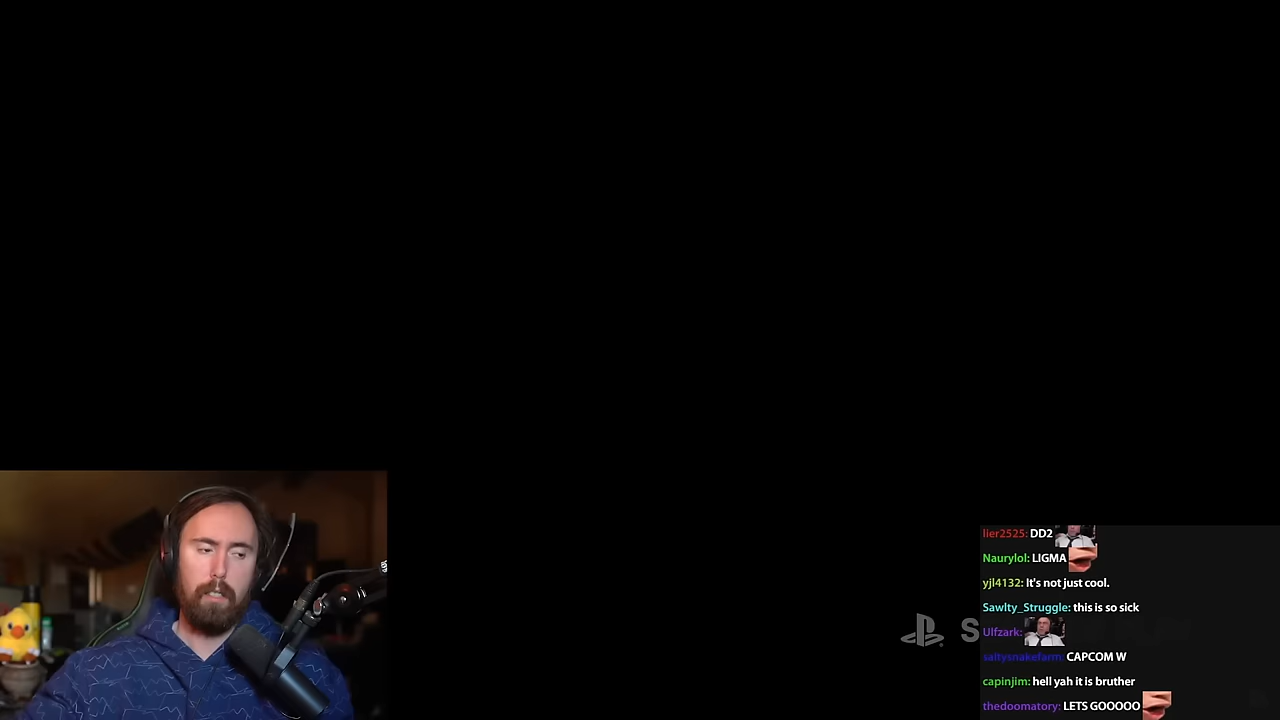 lier2525: DD2
Naurylol: LIGMA
yjl4132: It's not just cool.
Sawlty_Struggle: this is so sick
Ulfzark:
saltysnakefarm: CAPCOM W
capinjim: hell yah it is bruther
thedoomatory: LETS GOOOOO